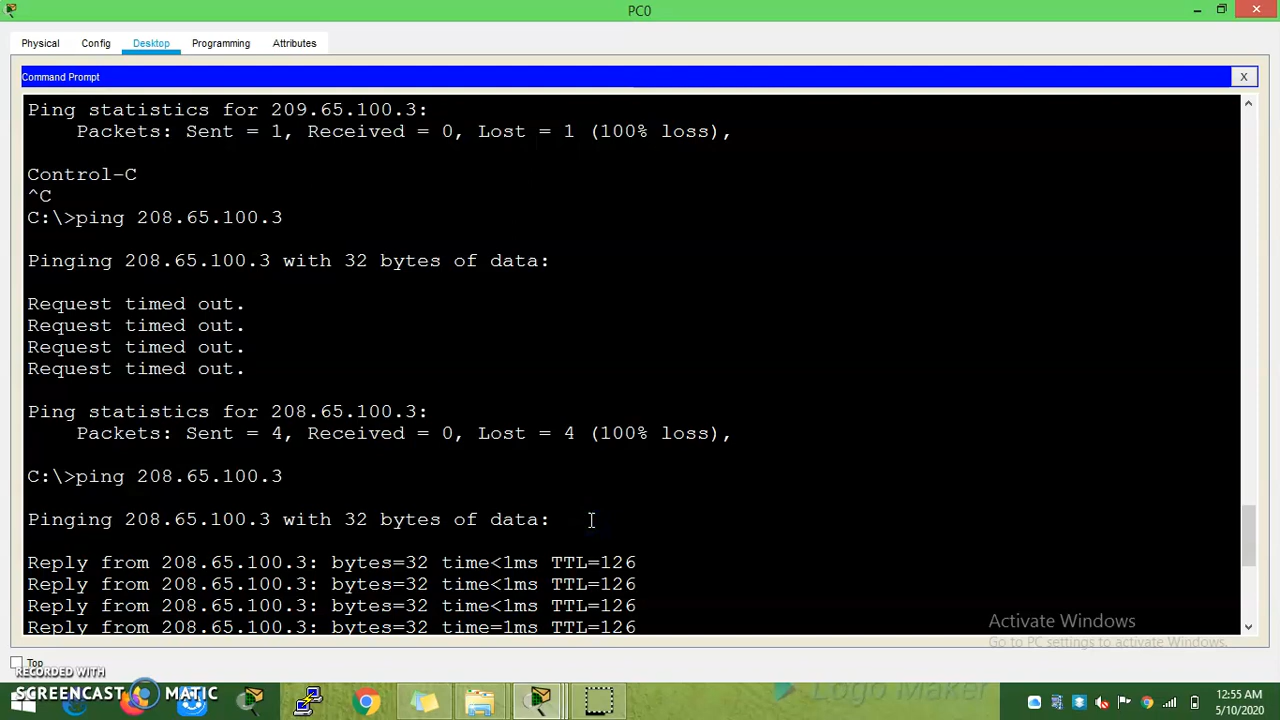 PC0
Physical Config Desktop Programming Attributes
Command Prompt X
Ping statistics for 209.65.100.3:
Packets: Sent = 1, Received = 0, Lost = 1 (100% loss),
Control-C
^C
C:\>ping 208.65.100.3
Pinging 208.65.100.3 with 32 bytes of data:
Request timed out.
Request timed out.
Request timed out.
Request timed out.
Ping statistics for 208.65.100.3:
Packets: Sent = 4, Received = 0, Lost = 4 (100% loss),
C:\>ping 208.65.100.3
Pinging 208.65.100.3 with 32 bytes of data:
Reply from 208.65.100.3: bytes=32 time<1ms TTL=126
Reply from 208.65.100.3: bytes=32 time<1ms TTL=126
Reply from 208.65.100.3: bytes=32 time<1ms TTL=126
Reply from 208.65.100.3: bytes=32 time=1ms TTL=126
Activate Windows
Go to PC settings to activate Windows.
Top
RECORDED WITH
SCREENCAST MATIC
Logo Maker
12:55 AM
5/10/2020